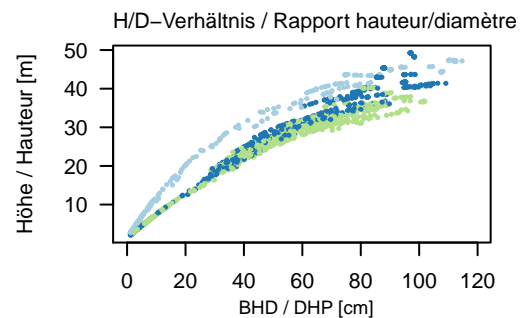 H/D−Verhältnis / Rapport hauteur/diamètre
Höhe / Hauteur [m]
50
40
30
20
10
0 20 40 60 80 100 120
BHD / DHP [cm]